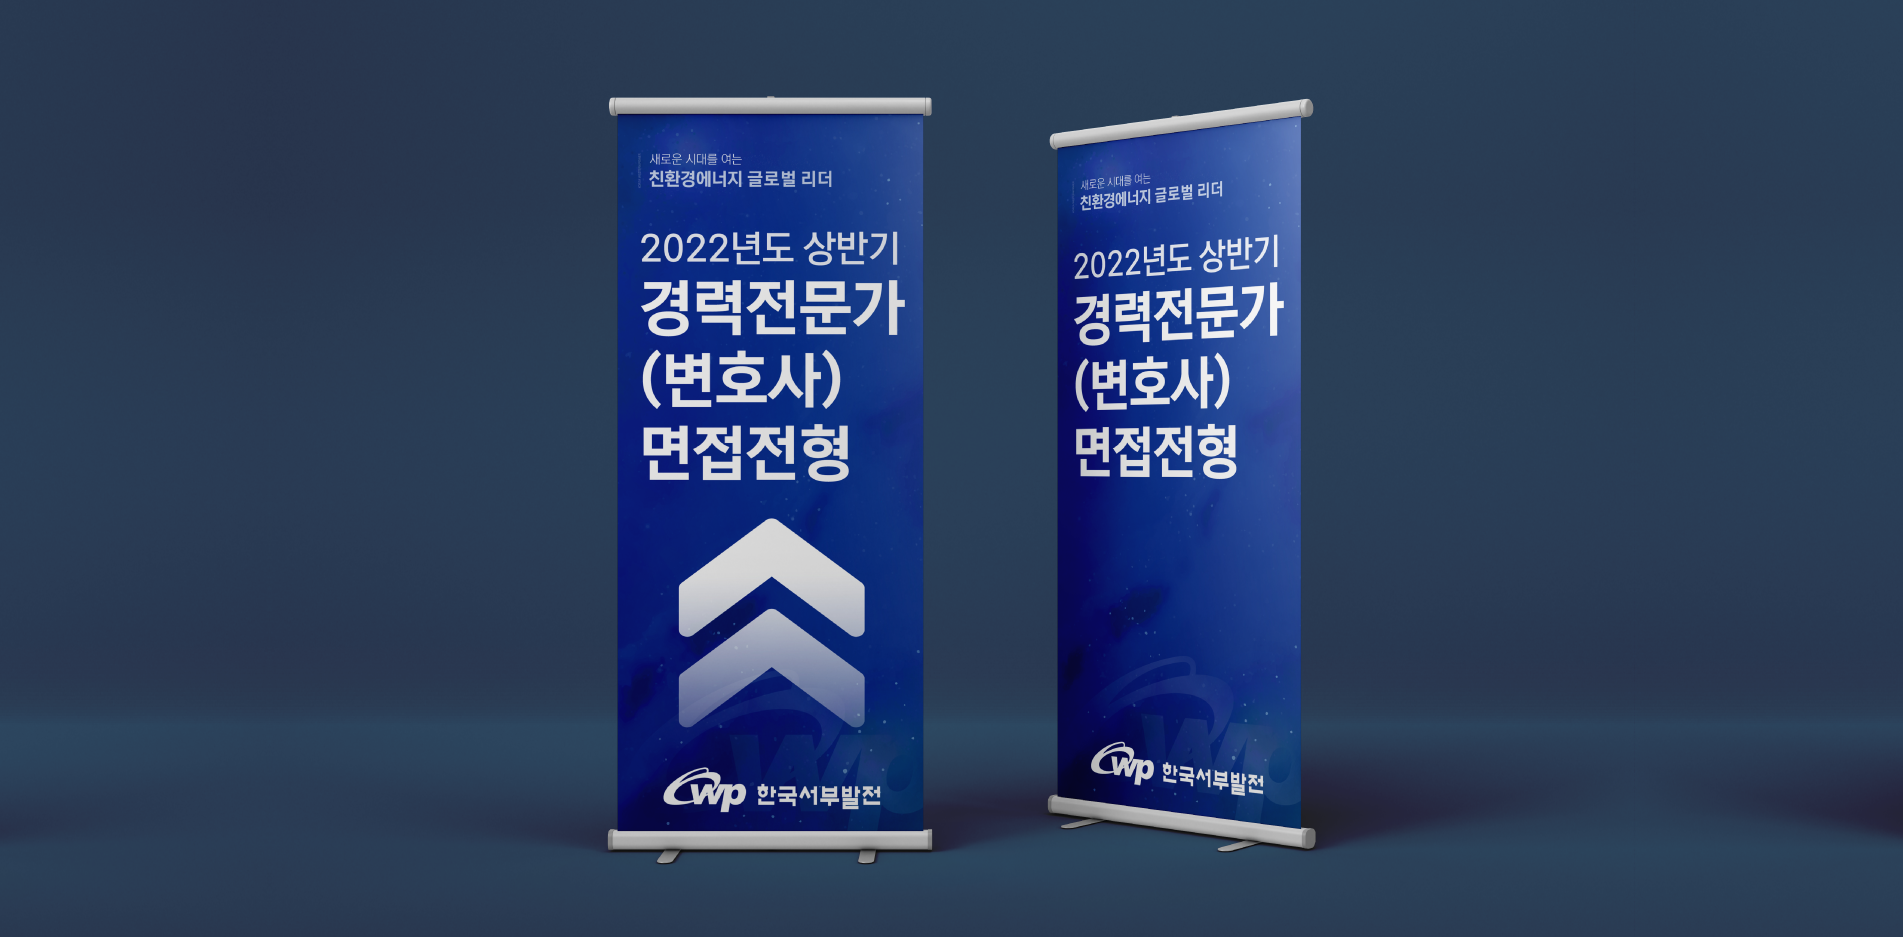 새로운 시대를 여는
친환경에너지 글로벌 리더
2022년도 상반기
경력전문가
(변호사)
면접전형
wp 한국서부발전
새로운 시대를 여는
친환경에너지 글로벌 리더
2022년도 상반기
경력전문가
(변호사)
면접전형
wp 한국서부발전